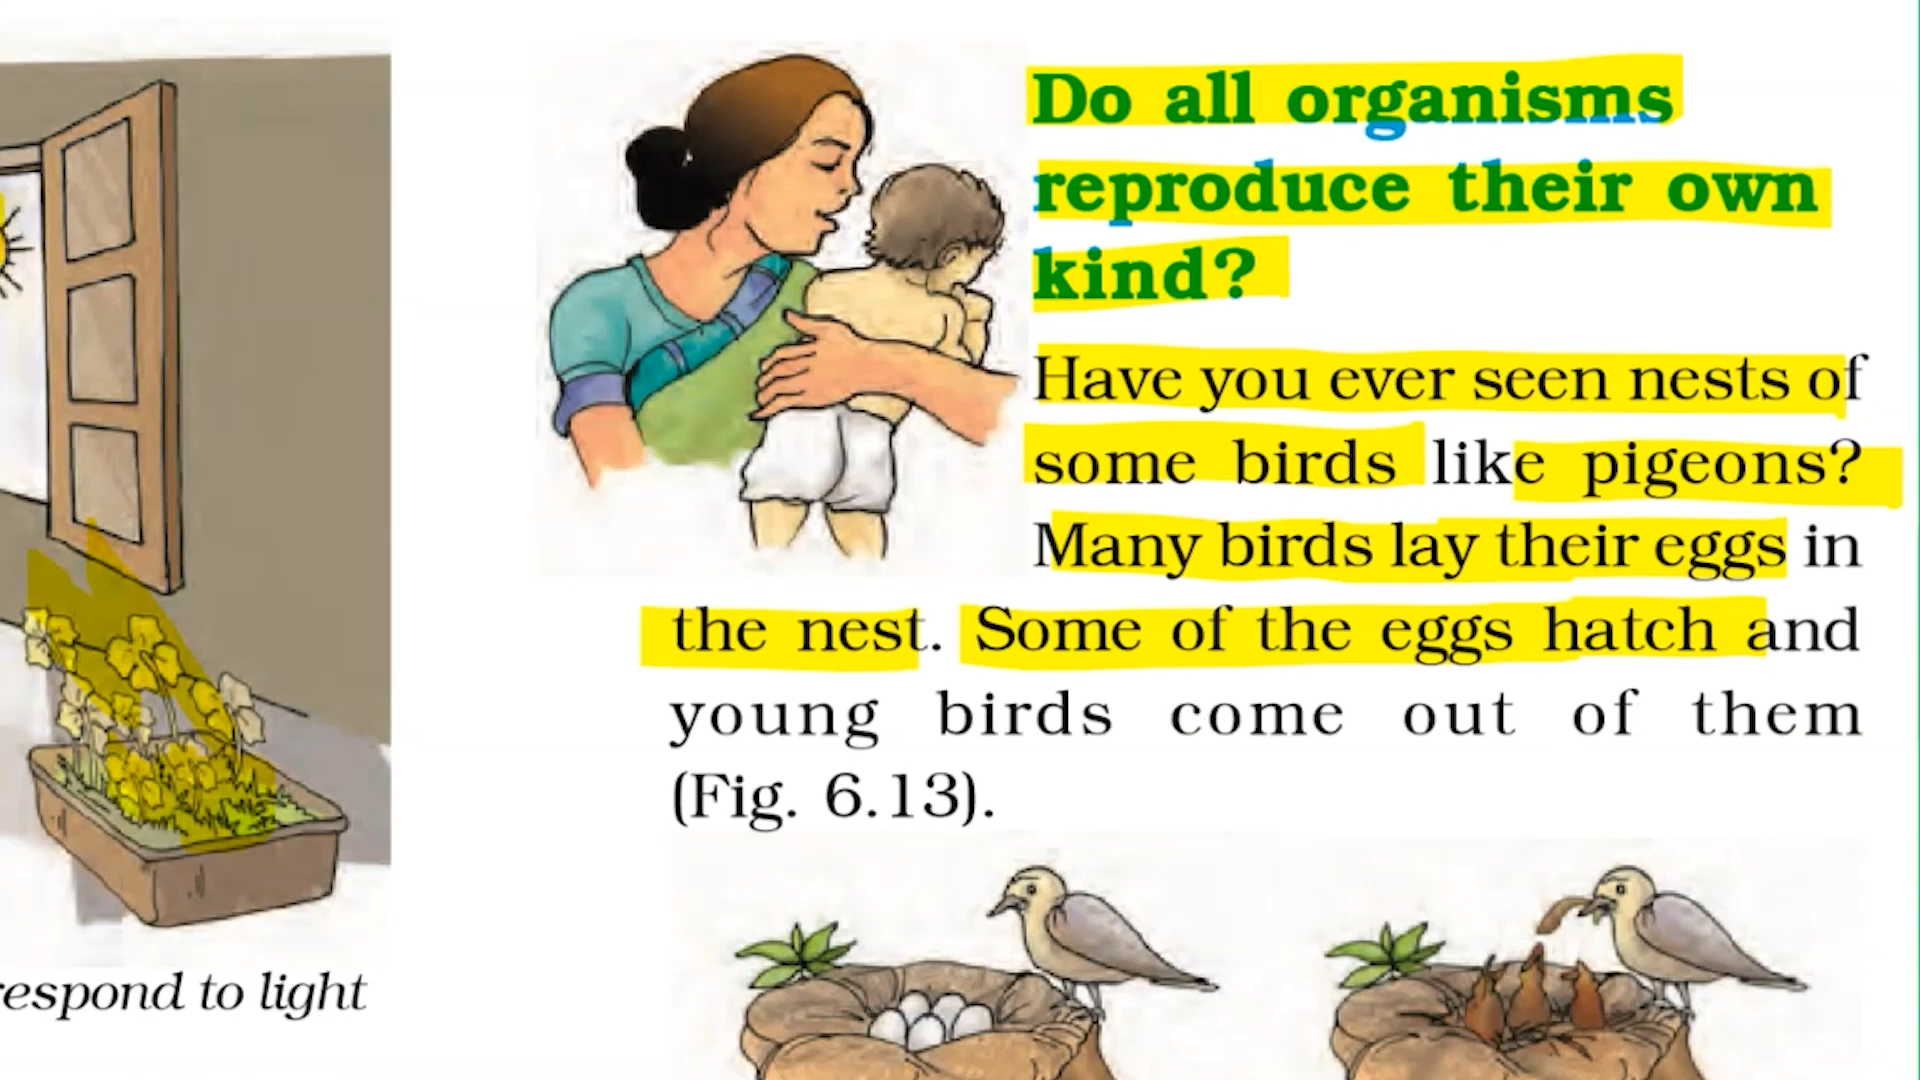 Do all organisms
reproduce their own
kind?
Have you ever seen nests of
some birds like pigeons?
Many birds lay their eggs in
the nest. Some of the eggs hatch and
young birds come out of them
(Fig. 6.13).
respond to light